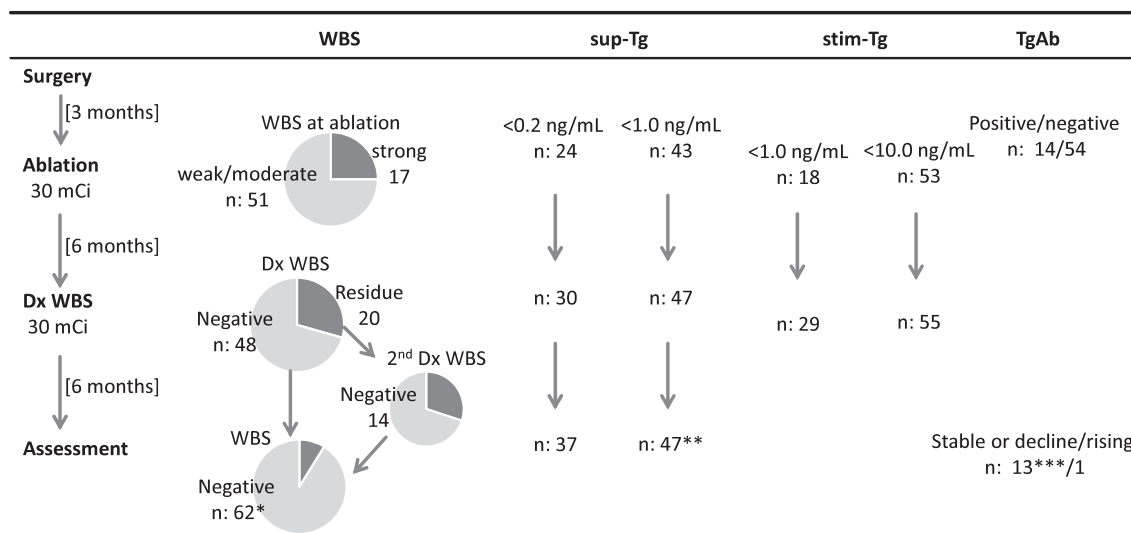 WBS sup-Tg stim-Tg TgAb
Surgery
[3 months]
WBS at ablation
strong
17
weak/moderate
n: 51
<0.2 ng/mL <1.0 ng/mL
n: 24 n: 43
<1.0 ng/mL <10.0 ng/mL
n: 18 n: 53
Positive/negative
n: 14/54
Ablation
30 mCi
[6 months]
Dx WBS
Residue
20
Negative
n: 48
n: 30 n: 47
n: 29 n: 55
Dx WBS
30 mCi
[6 months]
2nd Dx WBS
Negative
14
Assessment
WBS
Negative
n: 62*
n: 37 n: 47**
Stable or decline/rising
n: 13***/1